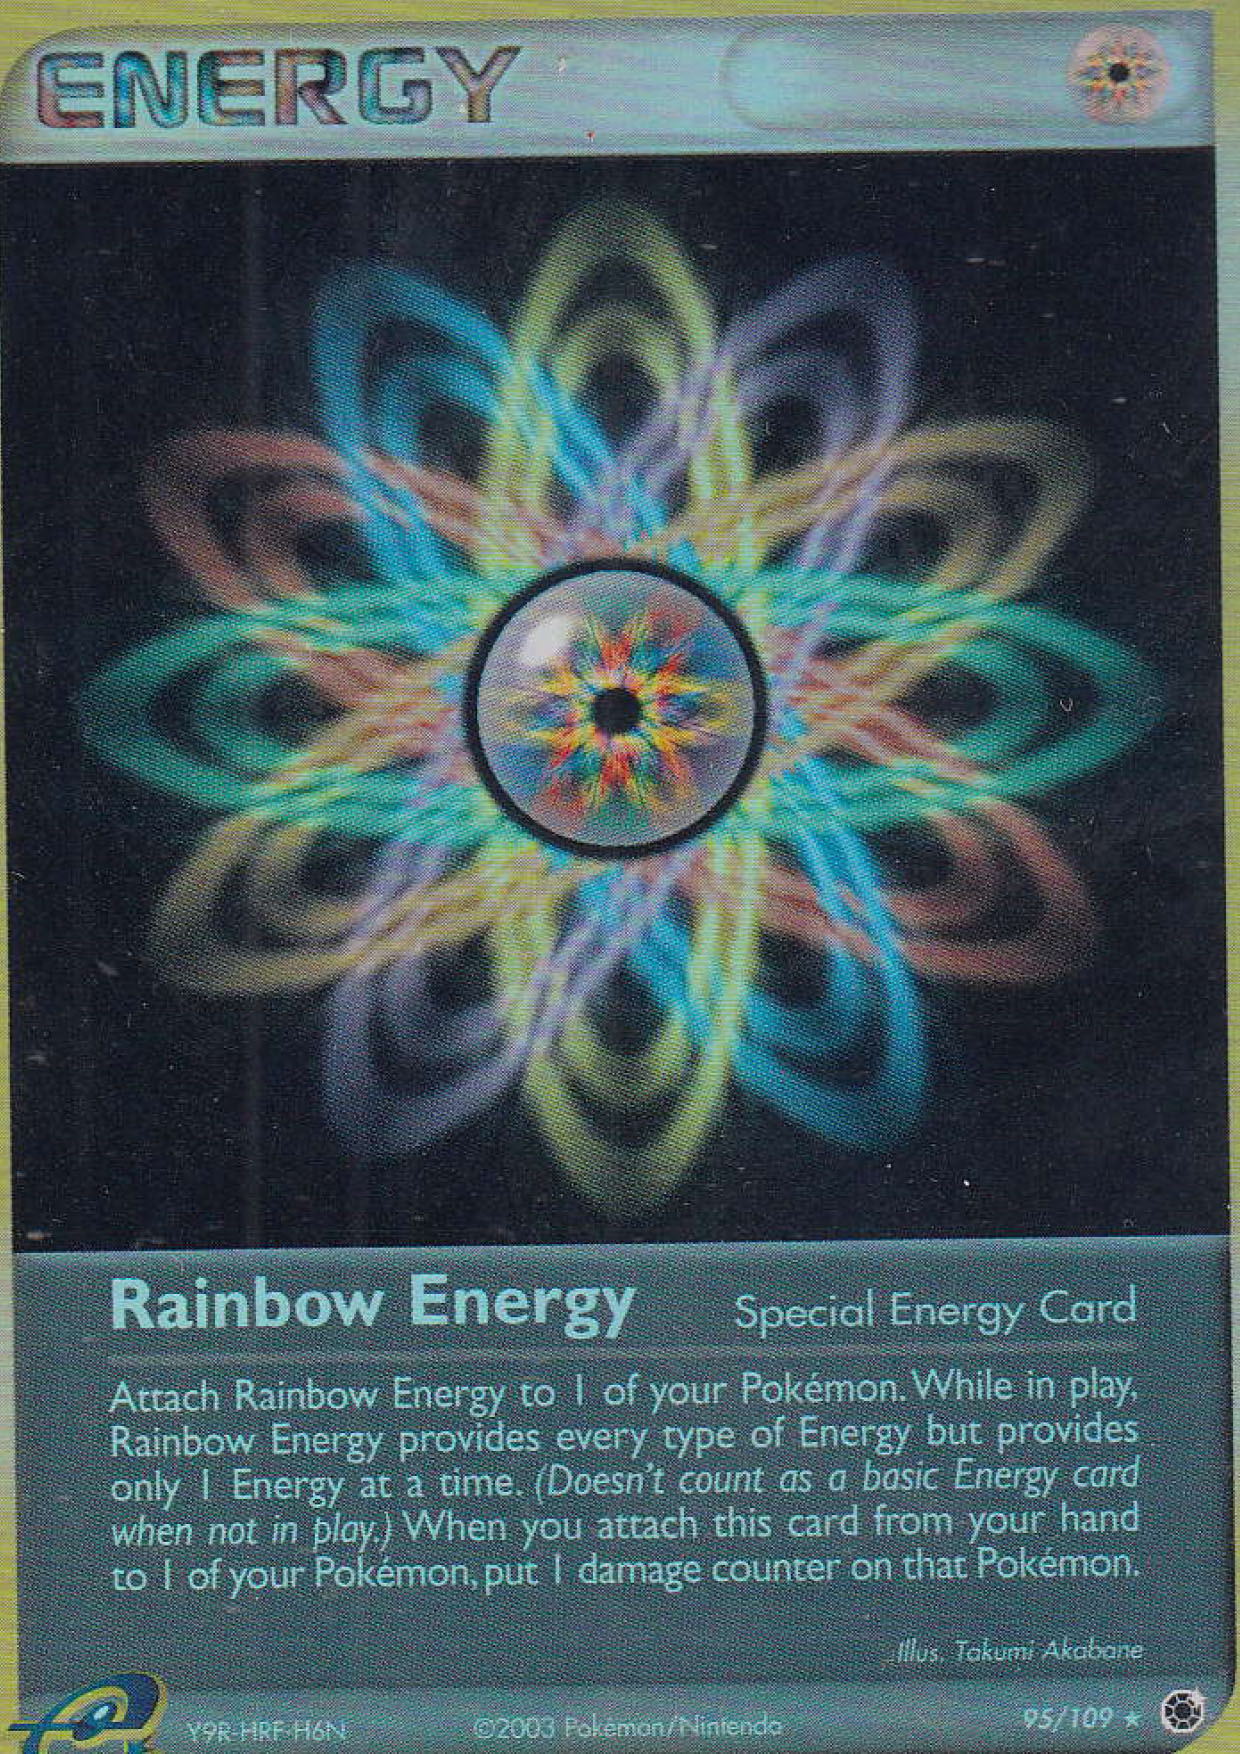 ENERGY
Rainbow Energy Special Energy Card
Attach Rainbow Energy to 1 of your Pokémon. While in play,
Rainbow Energy provides every type of Energy but provides
only 1 Energy at a time. (Doesn't count as a basic Energy card
when not in play.) When you attach this card from your hand
to 1 of your Pokémon, put 1 damage counter on that Pokémon.
Illus. Takumi Akabane
Y9R-HRF-H6N ©2003 Pokémon/Nintendo 95/109 ★